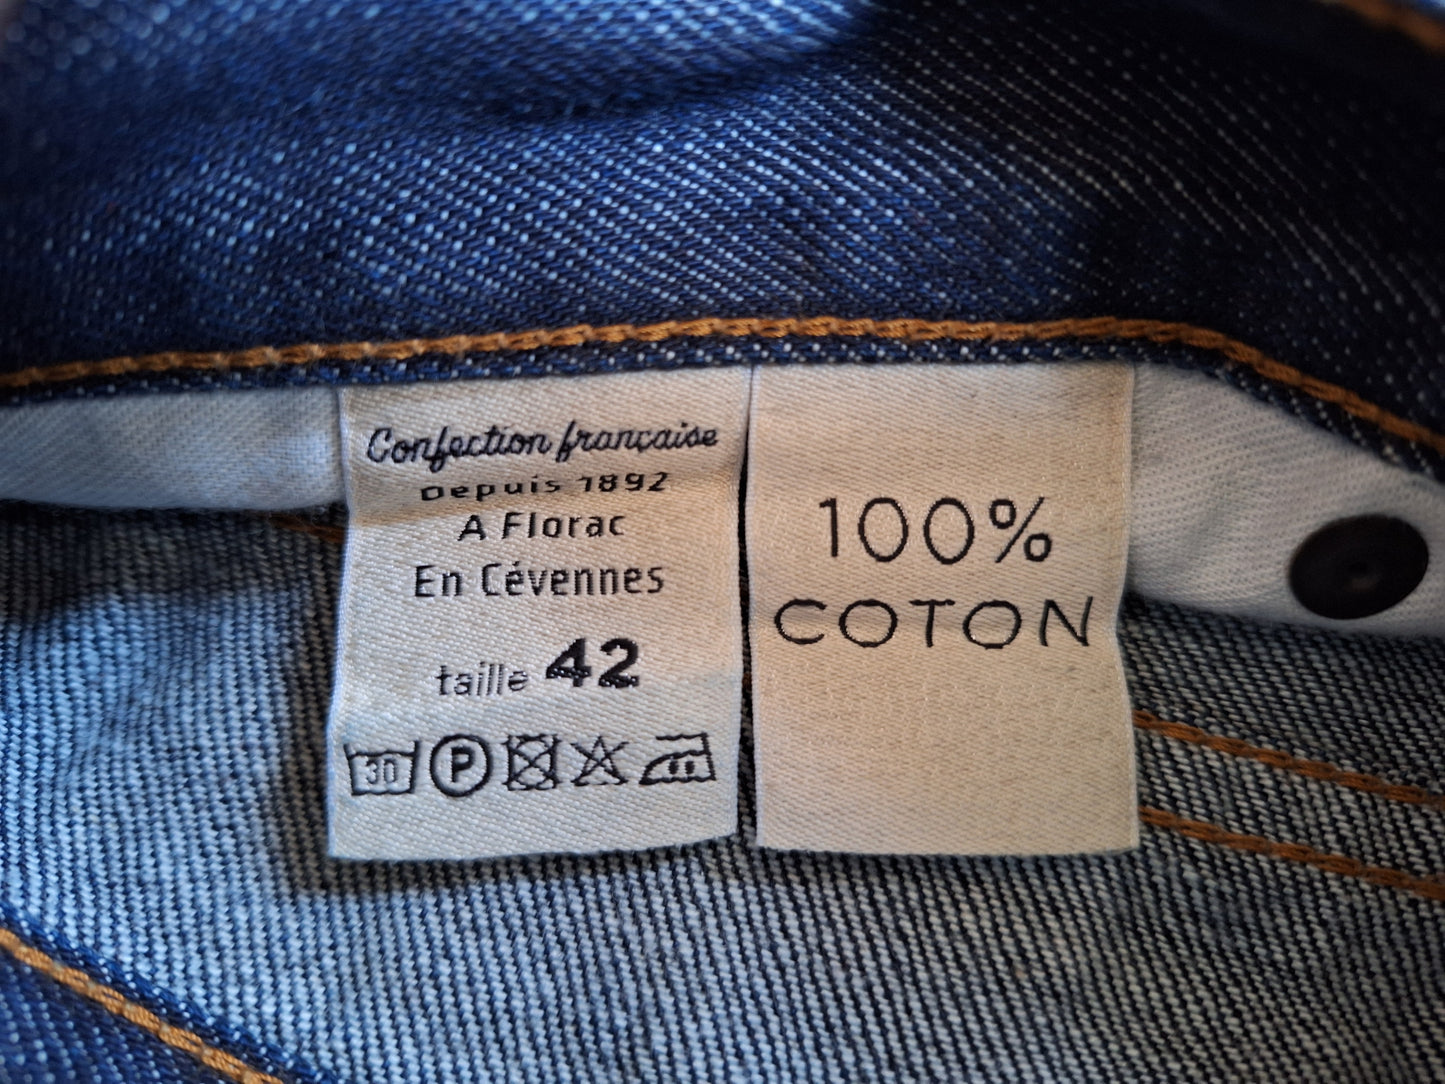 Confection française
Depuis 1892
A Florac
En Cévennes
taille 42
30 P
100%
COTON